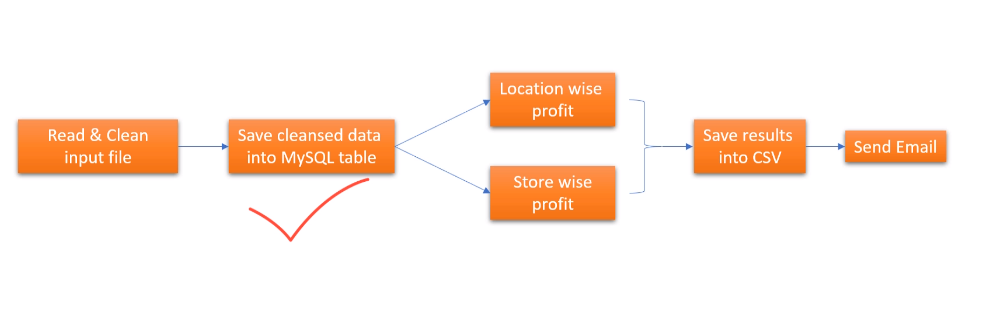 Read & Clean
input file
Save cleansed data
into MySQL table
Location wise
profit
Store wise
profit
Save results
into CSV
Send Email